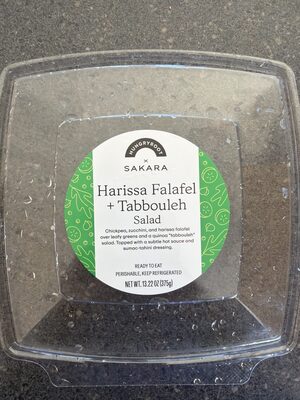 HUNGRYROOT
X
SAKARA
Harissa Falafel
+ Tabbouleh
Salad
Chickpea, zucchini, and harissa falafel
over leafy greens and a quinoa "tabbouleh"
salad. Topped with a subtle hot sauce and
sumac-tahini dressing.
READY TO EAT
PERISHABLE, KEEP REFRIGERATED
NET WT. 13.22 OZ (375g)